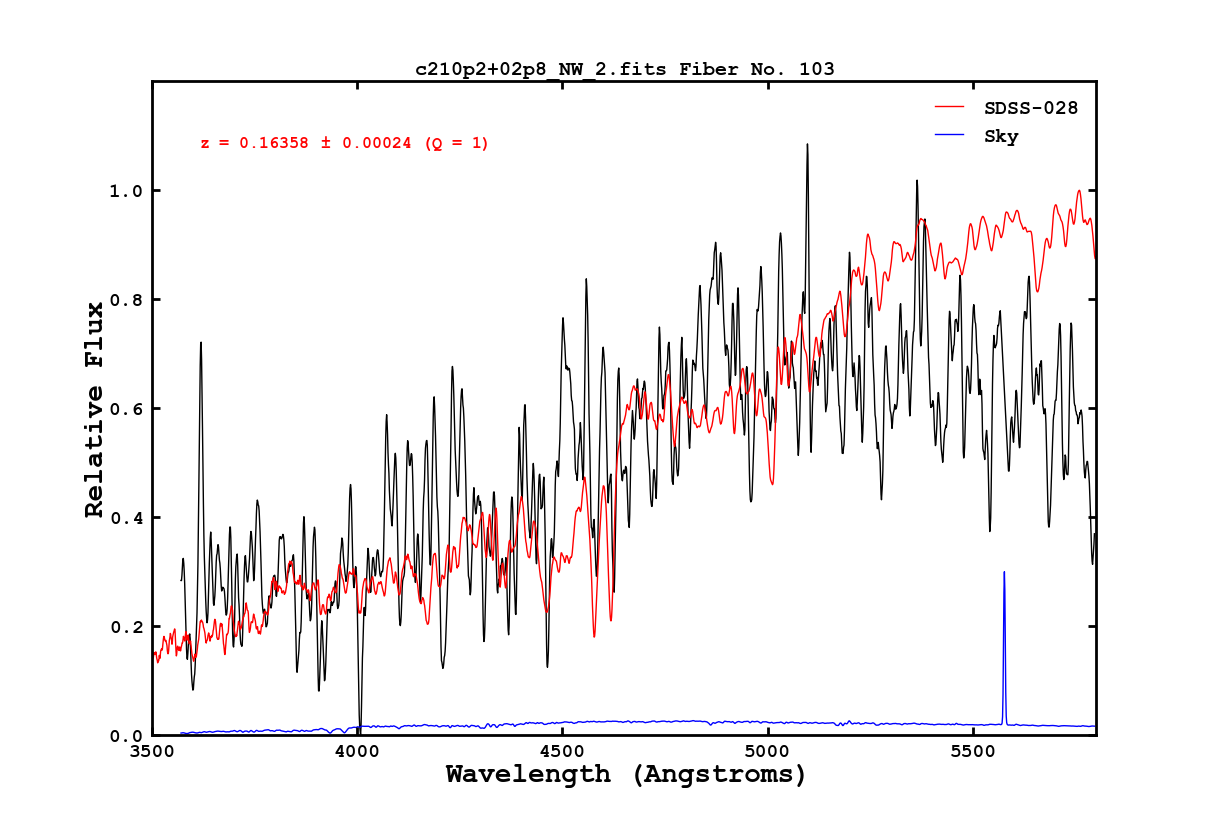 c210p2+02p8_NW_2.fits Fiber No. 103
SDSS-028
Sky
z = 0.16358 ± 0.00024 (Q = 1)
1.0
0.8
0.6
0.4
0.2
0.0
Relative Flux
3500 4000 4500 5000 5500
Wavelength (Angstroms)